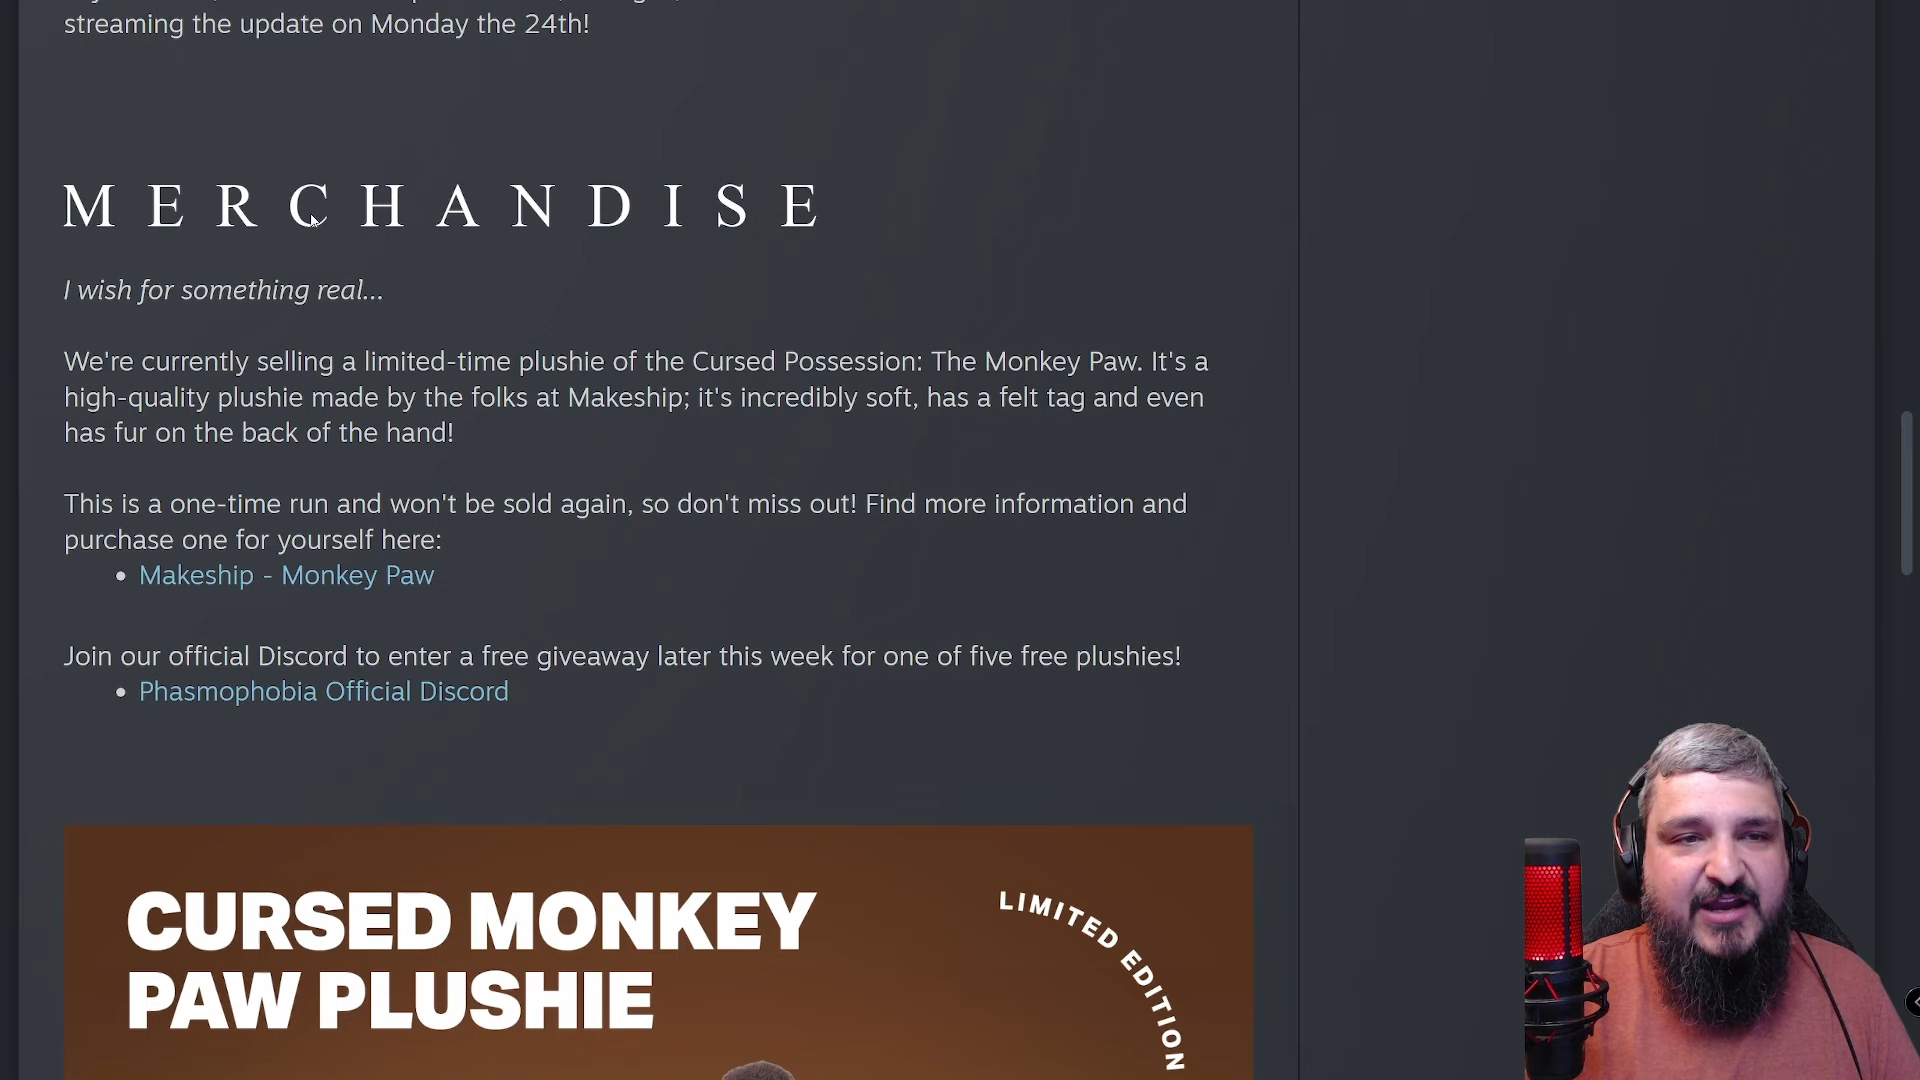 streaming the update on Monday the 24th!
MERCHANDISE
I wish for something real...
We're currently selling a limited-time plushie of the Cursed Possession: The Monkey Paw. It's a
high-quality plushie made by the folks at Makeship; it's incredibly soft, has a felt tag and even
has fur on the back of the hand!
This is a one-time run and won't be sold again, so don't miss out! Find more information and
purchase one for yourself here:
• Makeship - Monkey Paw
Join our official Discord to enter a free giveaway later this week for one of five free plushies!
• Phasmophobia Official Discord
CURSED MONKEY
PAW PLUSHIE
LIMITED EDITION